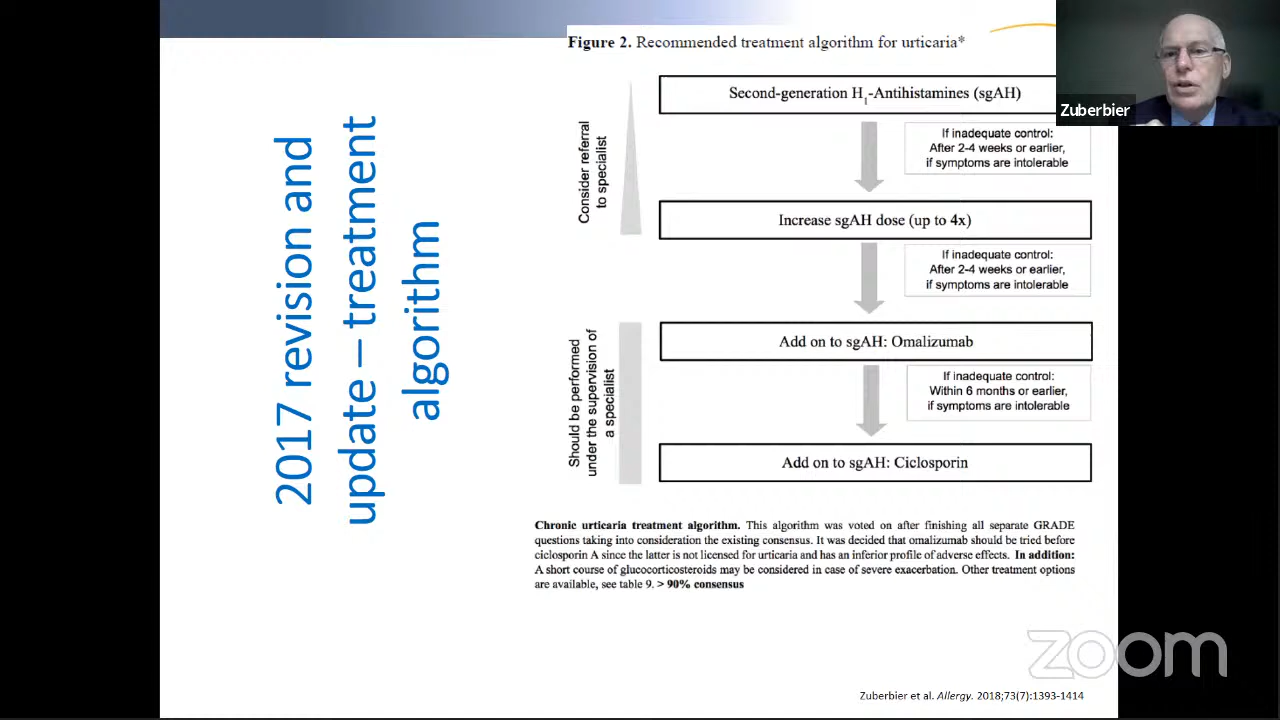 2017 revision and
update – treatment
algorithm
Figure 2. Recommended treatment algorithm for urticaria*
Zuberbier
Consider referral
to specialist
Second-generation H1-Antihistamines (sgAH)
If inadequate control:
After 2-4 weeks or earlier,
if symptoms are intolerable
Increase sgAH dose (up to 4x)
If inadequate control:
After 2-4 weeks or earlier,
if symptoms are intolerable
Should be performed
under the supervision of
a specialist
Add on to sgAH: Omalizumab
If inadequate control:
Within 6 months or earlier,
if symptoms are intolerable
Add on to sgAH: Ciclosporin
Chronic urticaria treatment algorithm. This algorithm was voted on after finishing all separate GRADE
questions taking into consideration the existing consensus. It was decided that omalizumab should be tried before
ciclosporin A since the latter is not licensed for urticaria and has an inferior profile of adverse effects. In addition:
A short course of glucocorticosteroids may be considered in case of severe exacerbation. Other treatment options
are available, see table 9. > 90% consensus
zoom
Zuberbier et al. Allergy. 2018;73(7):1393-1414